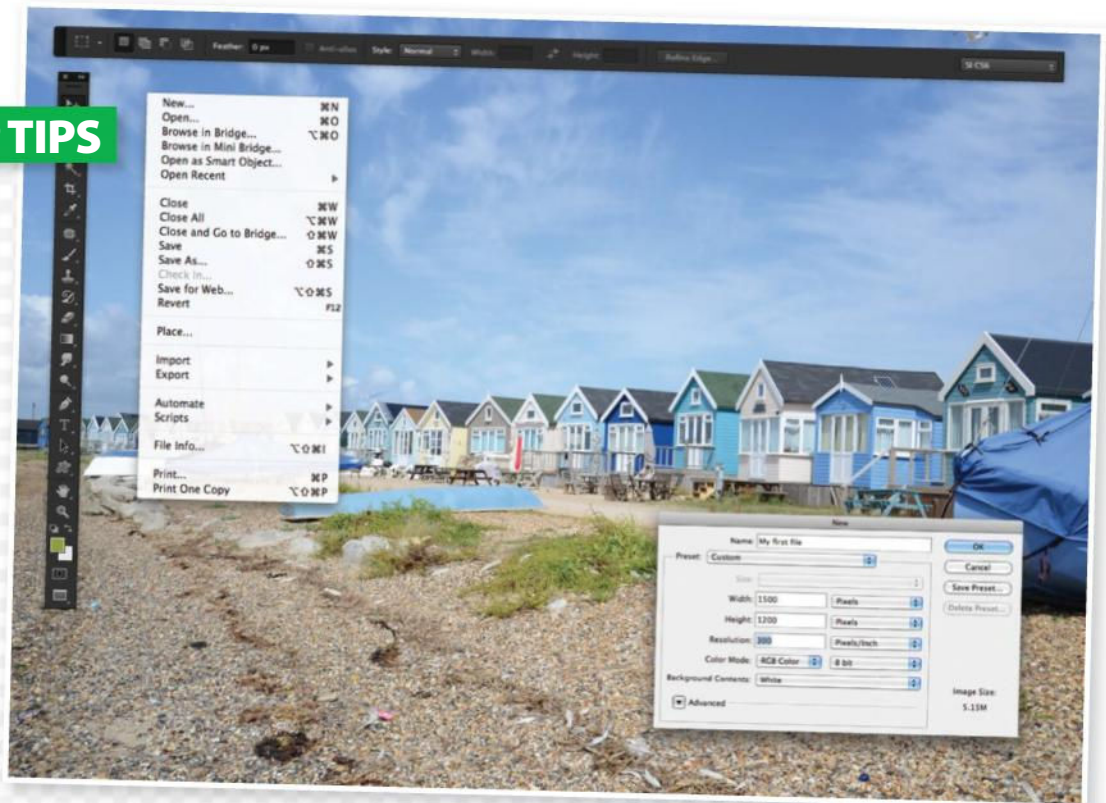 Feather: 0 px Anti-alias Style: Normal Width: Height: Refine Edge...
SI CS6
TIPS
New... ⌘N
Open... ⌘O
Browse in Bridge... ⌥⌘O
Browse in Mini Bridge...
Open as Smart Object...
Open Recent
Close ⌘W
Close All ⌥⌘W
Close and Go to Bridge... ⇧⌘W
Save ⌘S
Save As... ⇧⌘S
Check In...
Save for Web... ⌥⇧⌘S
Revert F12
Place...
Import
Export
Automate
Scripts
File Info... ⌥⇧⌘I
Print... ⌘P
Print One Copy ⌥⇧⌘P
New
Name: My first file
OK
Preset: Custom
Cancel
Size:
Save Preset...
Width: 1500 Pixels
Delete Preset...
Height: 1200 Pixels
Resolution: 300 Pixels/Inch
Color Mode: RGB Color 8 bit
Background Contents: White
Advanced
Image Size:
5.15M